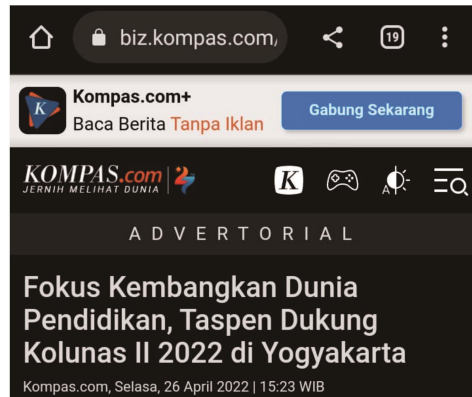 biz.kompas.com/
19
Kompas.com+
Baca Berita Tanpa Iklan
Gabung Sekarang
KOMPAS.com
JERNIH MELIHAT DUNIA
K
A
ADVERTORIAL
Fokus Kembangkan Dunia
Pendidikan, Taspen Dukung
Kolunas II 2022 di Yogyakarta
Kompas.com, Selasa, 26 April 2022 | 15:23 WIB